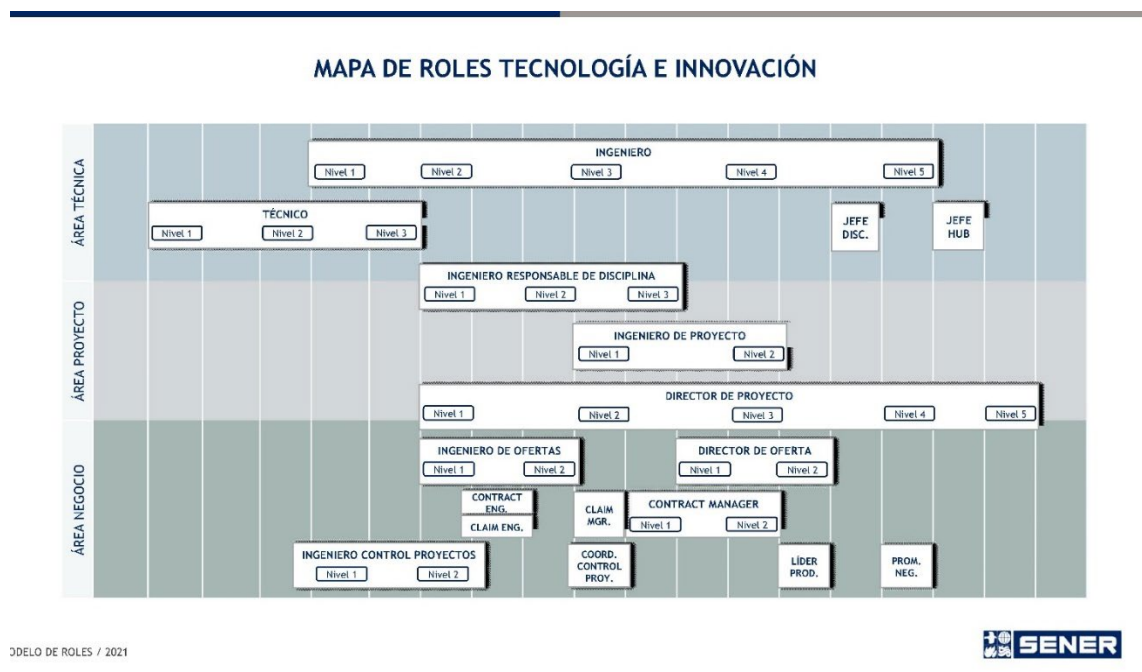 MAPA DE ROLES TECNOLOGÍA E INNOVACIÓN
ÁREA TÉCNICA
INGENIERO
Nivel 1 Nivel 2 Nivel 3 Nivel 4 Nivel 5
TÉCNICO
Nivel 1 Nivel 2 Nivel 3
JEFE
DISC.
JEFE
HUB
INGENIERO RESPONSABLE DE DISCIPLINA
Nivel 1 Nivel 2 Nivel 3
ÁREA PROYECTO
INGENIERO DE PROYECTO
Nivel 1 Nivel 2
DIRECTOR DE PROYECTO
Nivel 1 Nivel 2 Nivel 3 Nivel 4 Nivel 5
ÁREA NEGOCIO
INGENIERO DE OFERTAS
Nivel 1 Nivel 2
DIRECTOR DE OFERTA
Nivel 1 Nivel 2
CONTRACT
ENG.
CLAIM ENG.
CLAIM
MGR.
CONTRACT MANAGER
Nivel 1 Nivel 2
INGENIERO CONTROL PROYECTOS
Nivel 1 Nivel 2
COORD.
CONTROL
PROY.
LÍDER
PROD.
PROM.
NEG.
ODELO DE ROLES / 2021
SENER